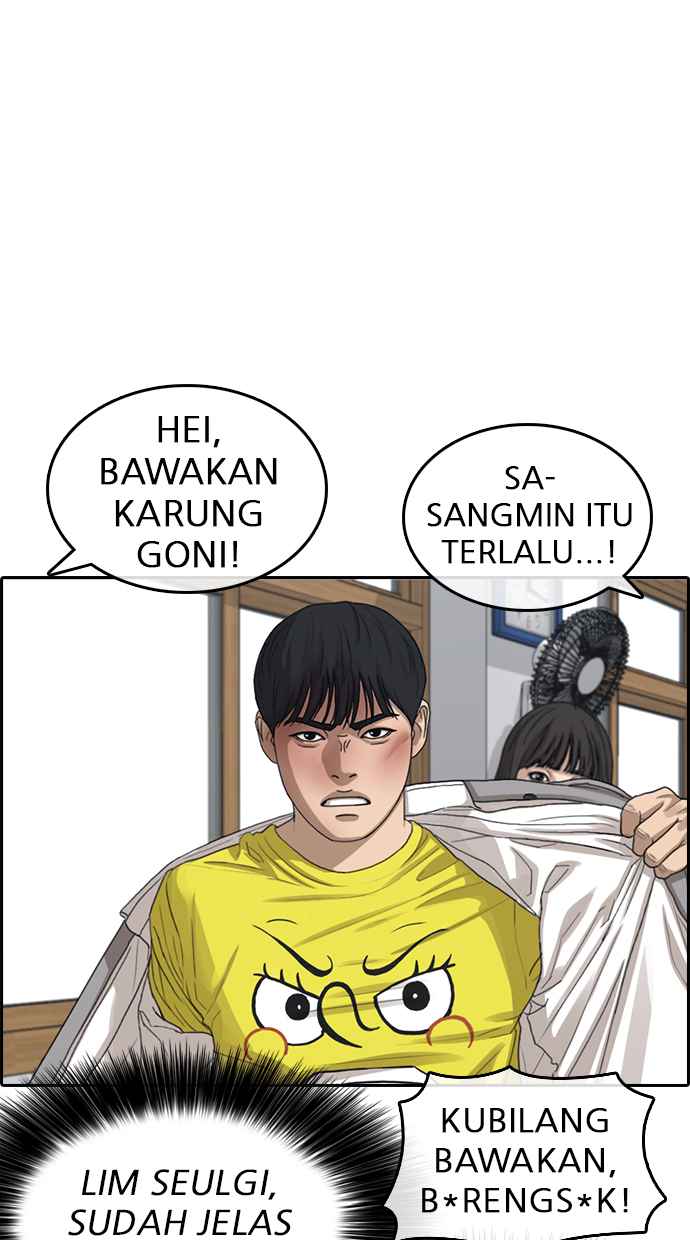 HEI,
BAWAKAN
KARUNG
GONI!
SA-
SANGMIN ITU
TERLALU...!
KUBILANG
BAWAKAN,
B*RENGS*K!
LIM SEULGI,
SUDAH JELAS